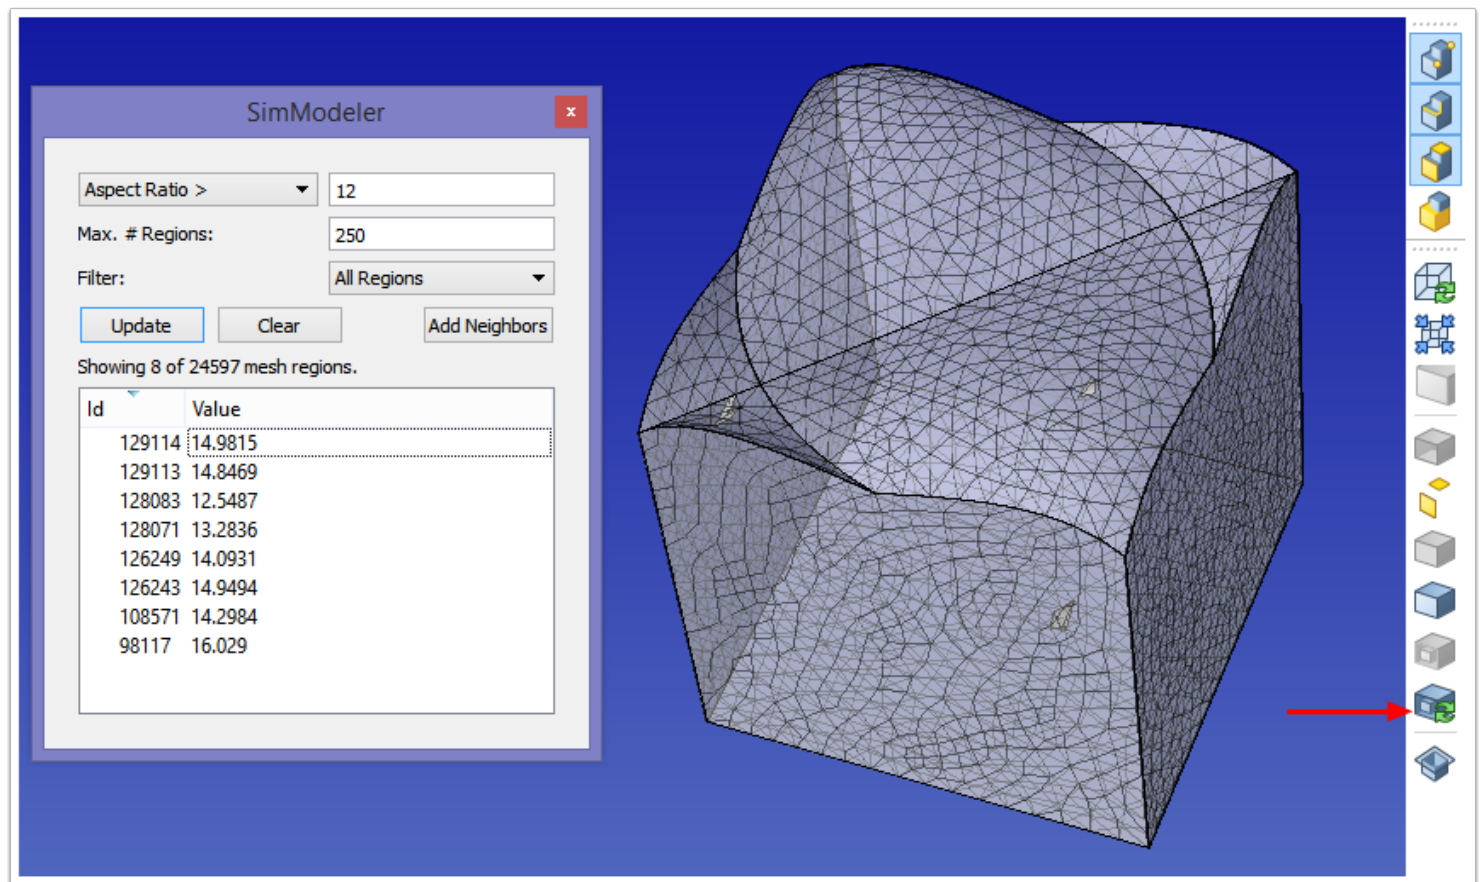 SimModeler
x
Aspect Ratio > 12
Max. # Regions: 250
Filter: All Regions
Update Clear Add Neighbors
Showing 8 of 24597 mesh regions.
Id Value
129114 14.9815
129113 14.8469
128083 12.5487
128071 13.2836
126249 14.0931
126243 14.9494
108571 14.2984
98117 16.029